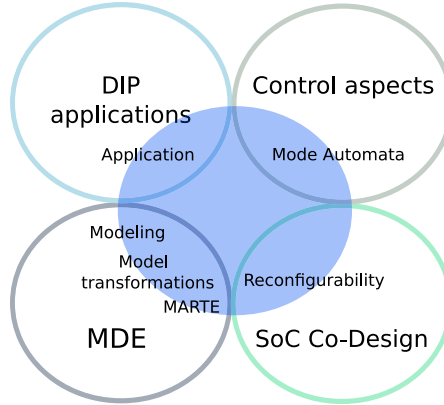 DIP
applications
Control aspects
Application
Mode Automata
Modeling
Model
transformations
MARTE
Reconfigurability
MDE
SoC Co-Design